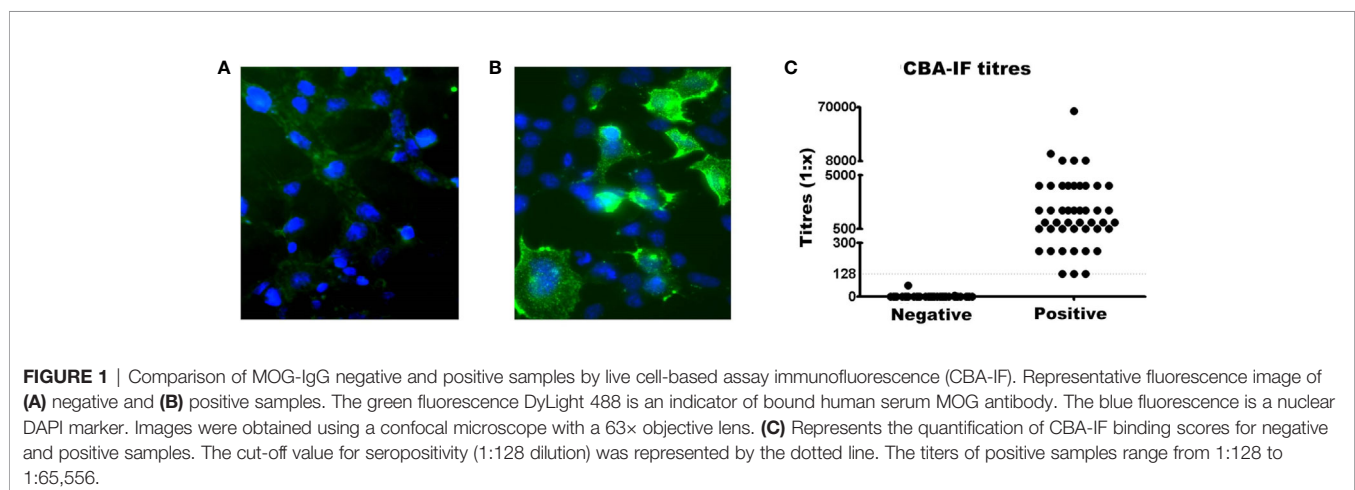 A
B
C
CBA-IF titres
Titres (1:x)
70000
8000
5000
500
300
128
0
Negative
Positive
FIGURE 1 | Comparison of MOG-IgG negative and positive samples by live cell-based assay immunofluorescence (CBA-IF). Representative fluorescence image of
(A) negative and (B) positive samples. The green fluorescence DyLight 488 is an indicator of bound human serum MOG antibody. The blue fluorescence is a nuclear
DAPI marker. Images were obtained using a confocal microscope with a 63× objective lens. (C) Represents the quantification of CBA-IF binding scores for negative
and positive samples. The cut-off value for seropositivity (1:128 dilution) was represented by the dotted line. The titers of positive samples range from 1:128 to
1:65,556.